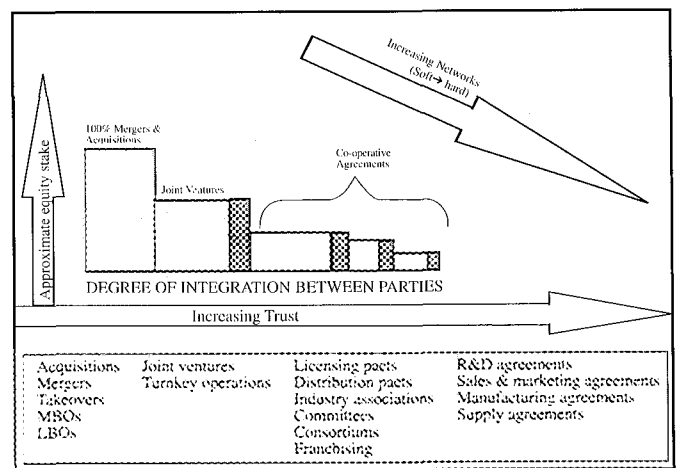 Increasing Networks
(Soft→ hard)
100% Mergers &
Acquisitions
Co-operative
Agreements
Joint Ventures
Approximate equity stake
DEGREE OF INTEGRATION BETWEEN PARTIES
Increasing Trust
Acquisitions Joint ventures Licensing pacts R&D agreements
Mergers Turnkey operations Distribution pacts Sales & marketing agreements
Takeovers Industry associations Manufacturing agreements
MBOs Committees Supply agreements
LBOs Consortiums
Franchising